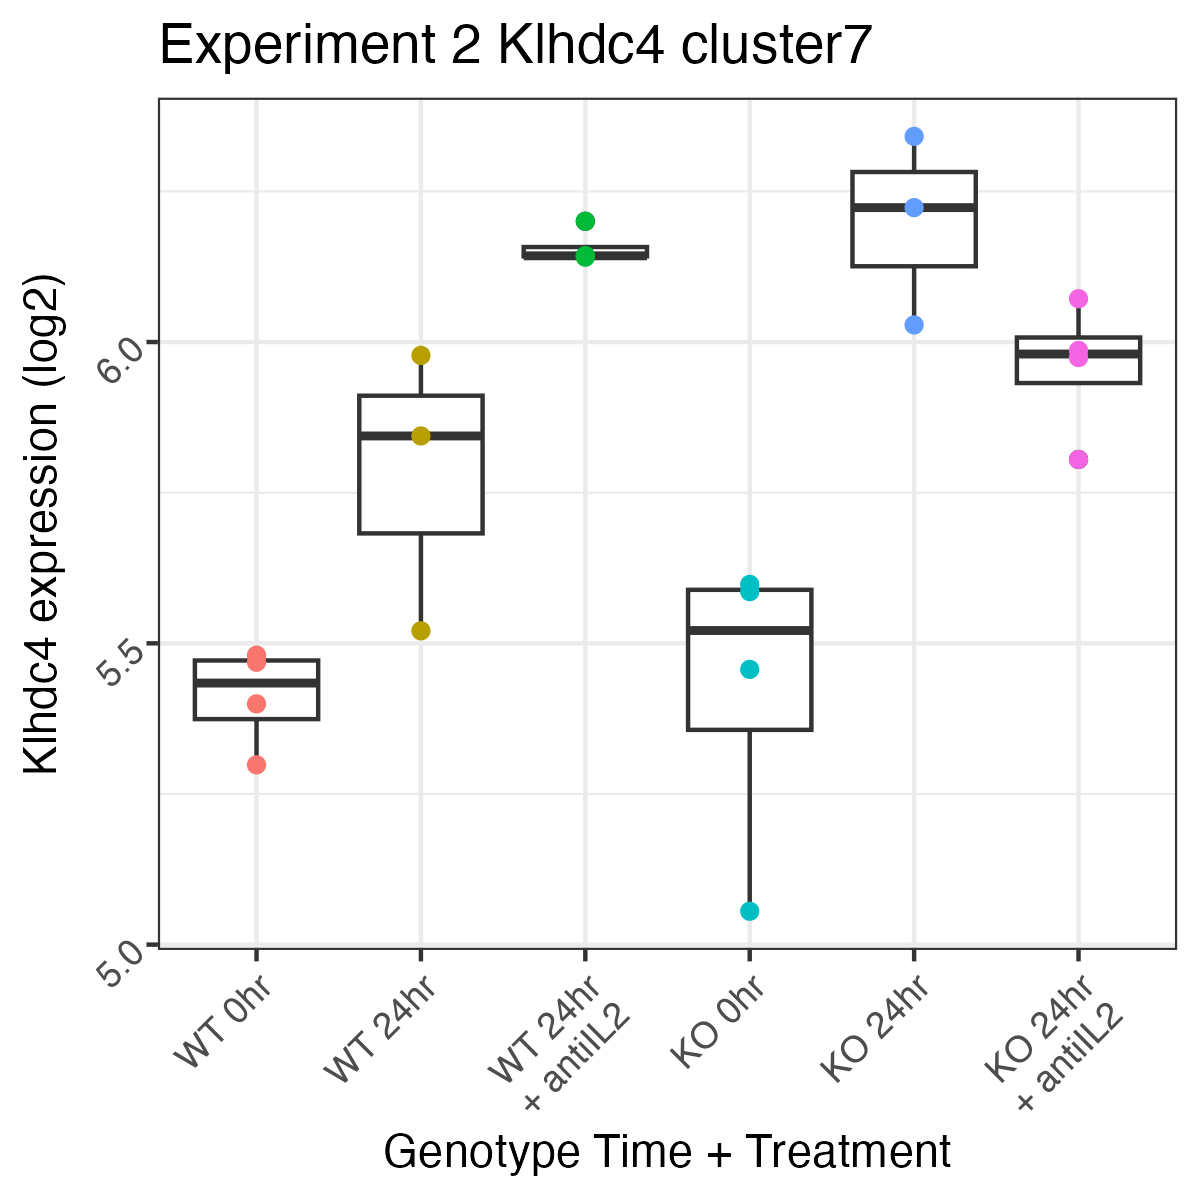 Experiment 2 Klhdc4 cluster7
Klhdc4 expression (log2)
6.0
5.5
5.0
WT 0hr
WT 24hr
WT 24hr
+ antiIL2
KO 0hr
KO 24hr
KO 24hr
+ antiIL2
Genotype Time + Treatment